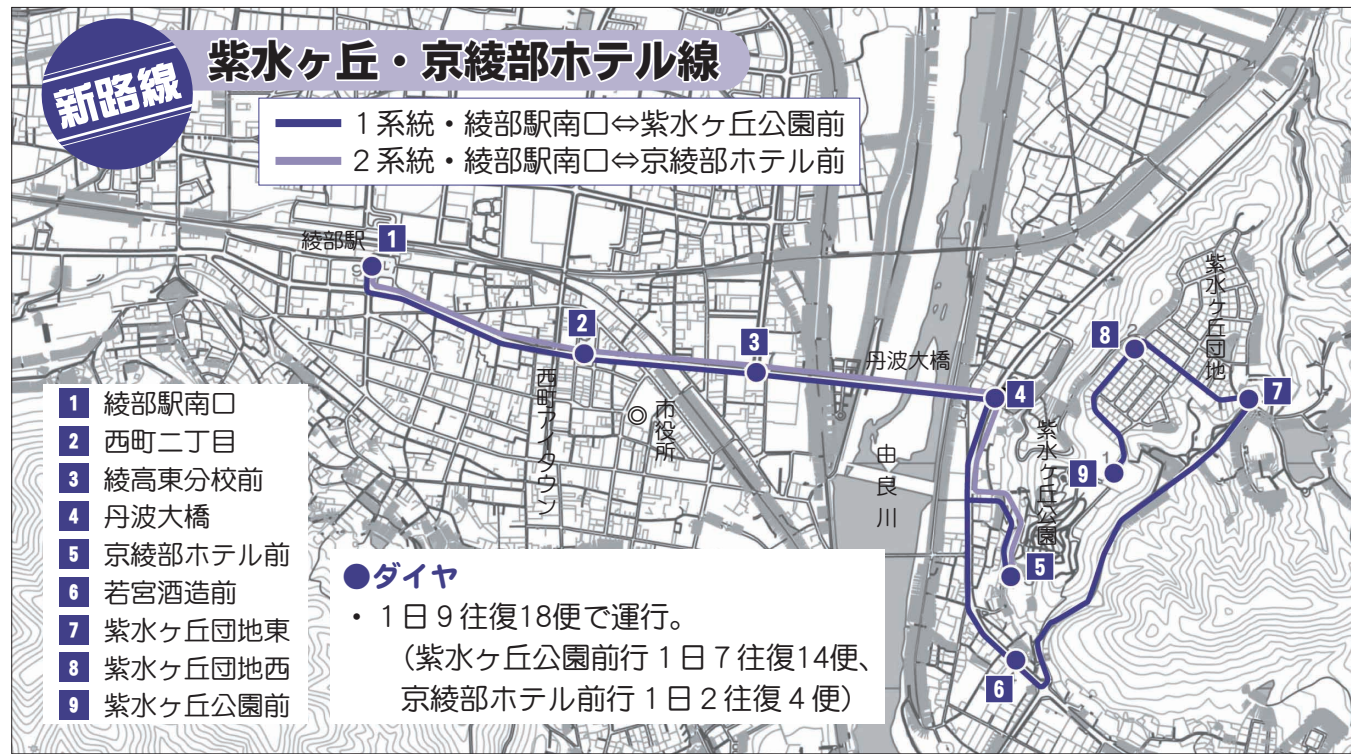 新路線
紫水ヶ丘・京綾部ホテル線
1系統・綾部駅南口⇔紫水ヶ丘公園前
2系統・綾部駅南口⇔京綾部ホテル前
綾部駅
1
2
3
丹波大橋
4
紫水ヶ丘団地
8
7
西町アイタウン
市役所
由良川
紫水ヶ丘公園
9
5
6
1 綾部駅南口
2 西町二丁目
3 綾高東分校前
4 丹波大橋
5 京綾部ホテル前
6 若宮酒造前
7 紫水ヶ丘団地東
8 紫水ヶ丘団地西
9 紫水ヶ丘公園前
●ダイヤ
・1日9往復18便で運行。
（紫水ヶ丘公園前行1日7往復14便、
京綾部ホテル前行1日2往復4便）